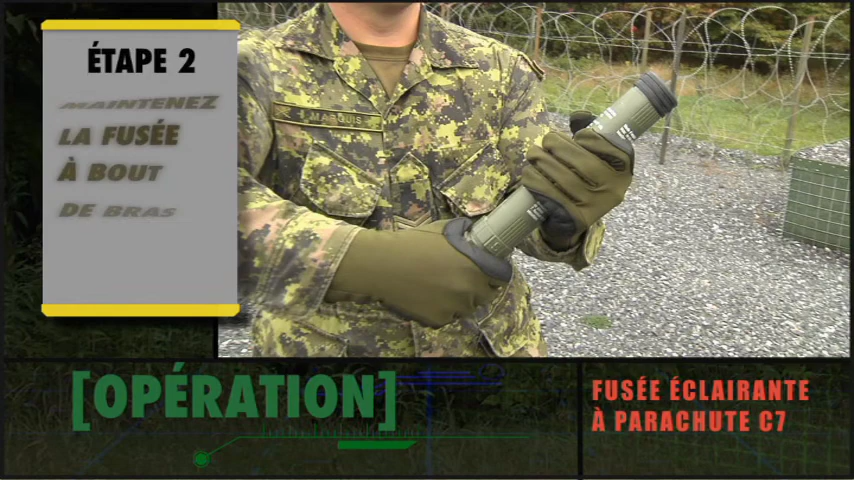 ÉTAPE 2
MAINTENEZ
LA FUSÉE
À BOUT
DE BRAS
MARQUIS
[OPÉRATION]
FUSÉE ÉCLAIRANTE
À PARACHUTE C7